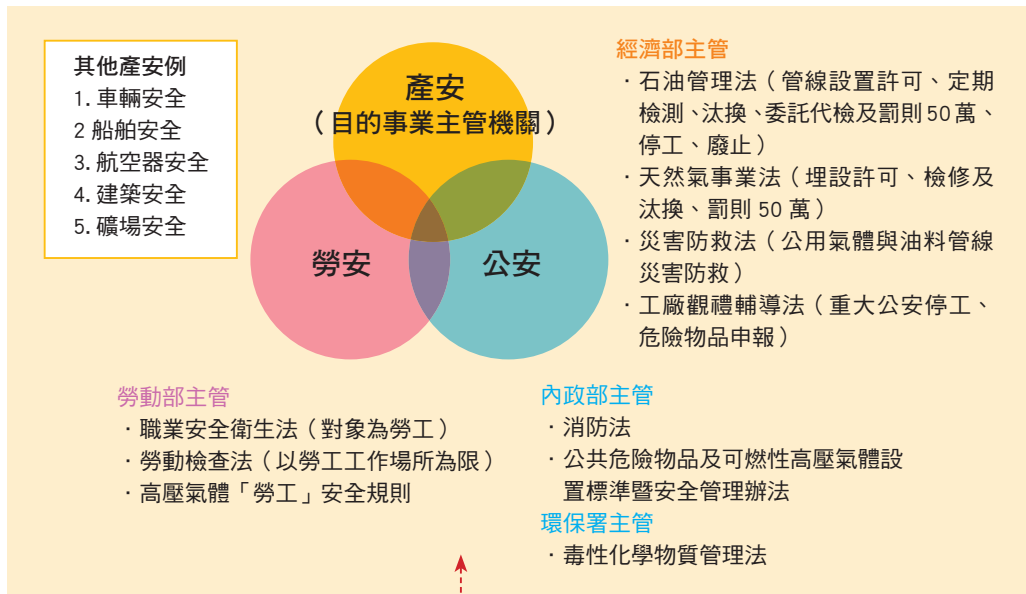 其他產安例
1.車輛安全
2 船舶安全
3.航空器安全
4.建築安全
5.礦場安全
產安
（目的事業主管機關）
勞安
公安
經濟部主管
·石油管理法（管線設置許可、定期
檢測、汰換、委託代檢及罰則 50 萬、
停工、廢止）
·天然氣事業法（埋設許可、檢修及
汰換、罰則 50 萬）
·災害防救法（公用氣體與油料管線
災害防救）
·工廠觀禮輔導法（重大公安停工、
危險物品申報）
勞動部主管
·職業安全衛生法（對象為勞工）
·勞動檢查法（以勞工工作場所為限）
·高壓氣體「勞工」安全規則
內政部主管
·消防法
·公共危險物品及可燃性高壓氣體設
置標準暨安全管理辦法
環保署主管
·毒性化學物質管理法